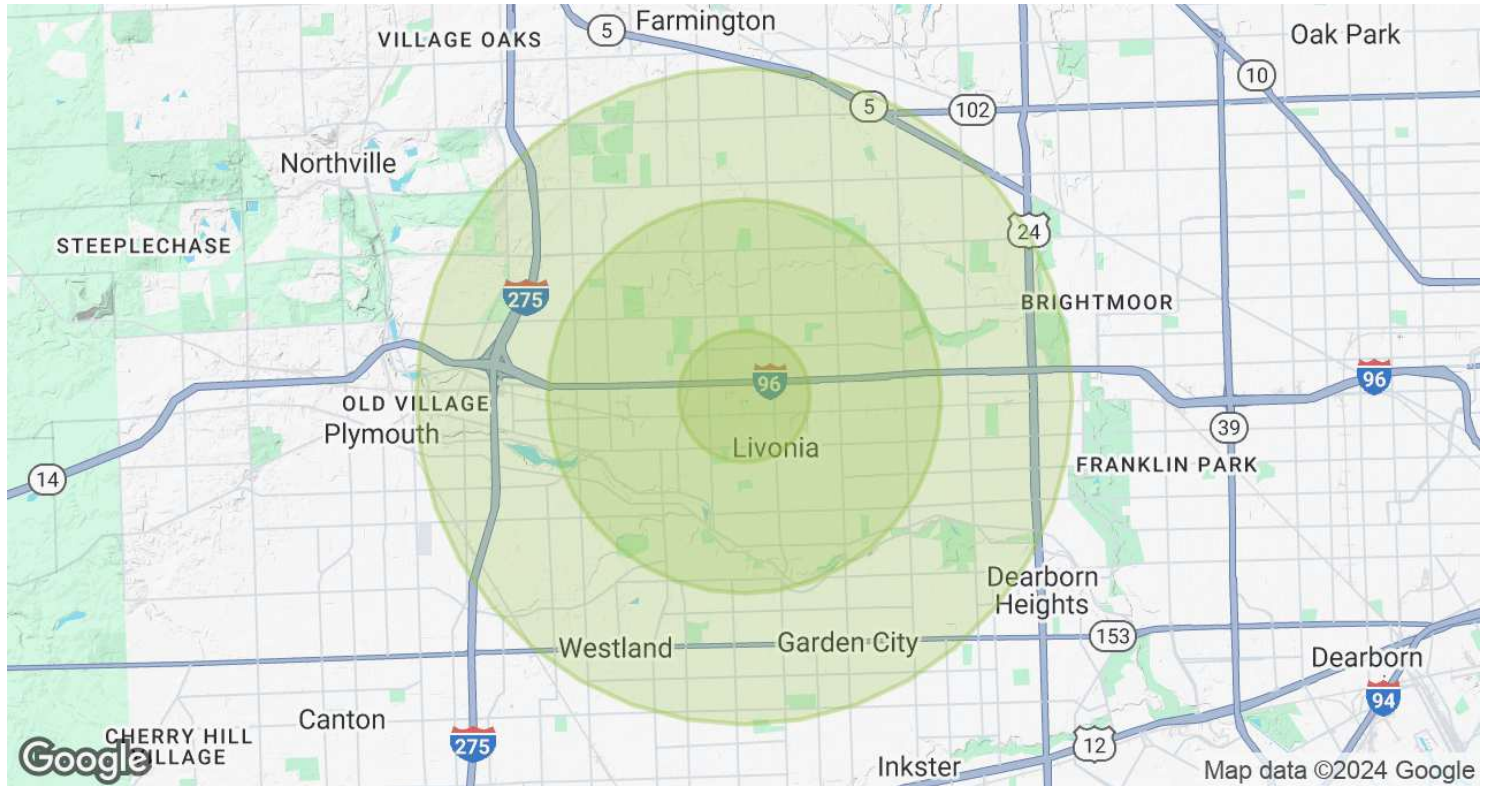 Farmington
5
VILLAGE OAKS
Oak Park
10
5
102
Northville
24
STEEPLECHASE
275
BRIGHTMOOR
96
96
OLD VILLAGE
Plymouth
39
Livonia
FRANKLIN PARK
14
Dearborn
Heights
153
Westland
Garden City
Dearborn
94
Canton
CHERRY HILL
VILLAGE
275
12
Inkster
Google
Map data ©2024 Google